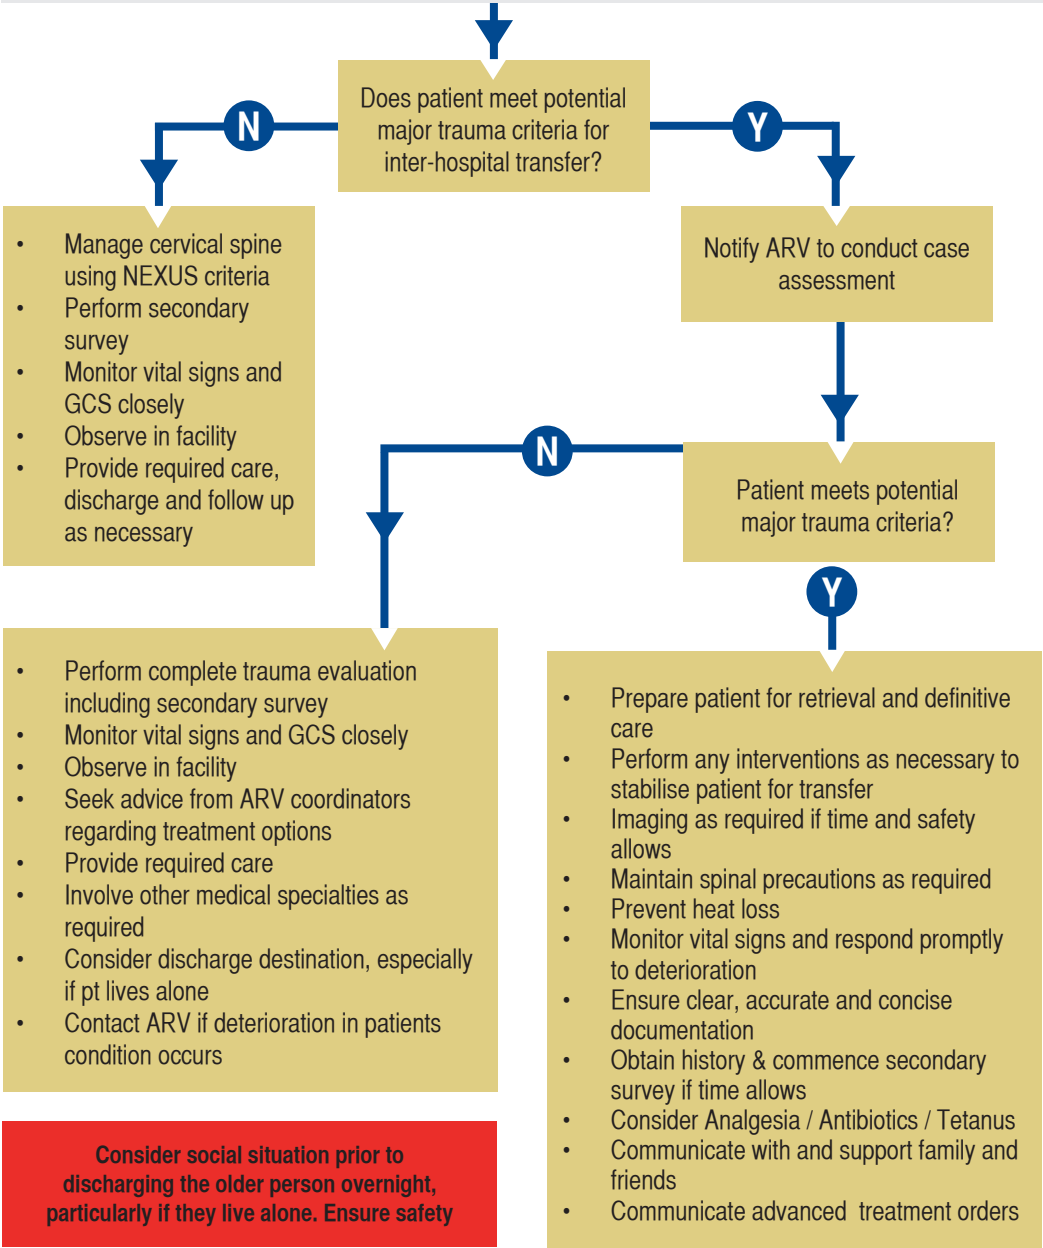 Does patient meet potential
major trauma criteria for
inter-hospital transfer?
N
Y
• Manage cervical spine
using NEXUS criteria
• Perform secondary
survey
• Monitor vital signs and
GCS closely
• Observe in facility
• Provide required care,
discharge and follow up
as necessary
Notify ARV to conduct case
assessment
N
Patient meets potential
major trauma criteria?
Y
• Perform complete trauma evaluation
including secondary survey
• Monitor vital signs and GCS closely
• Observe in facility
• Seek advice from ARV coordinators
regarding treatment options
• Provide required care
• Involve other medical specialties as
required
• Consider discharge destination, especially
if pt lives alone
• Contact ARV if deterioration in patients
condition occurs
• Prepare patient for retrieval and definitive
care
• Perform any interventions as necessary to
stabilise patient for transfer
• Imaging as required if time and safety
allows
• Maintain spinal precautions as required
• Prevent heat loss
• Monitor vital signs and respond promptly
to deterioration
• Ensure clear, accurate and concise
documentation
• Obtain history & commence secondary
survey if time allows
• Consider Analgesia / Antibiotics / Tetanus
• Communicate with and support family and
friends
• Communicate advanced treatment orders
Consider social situation prior to
discharging the older person overnight,
particularly if they live alone. Ensure safety